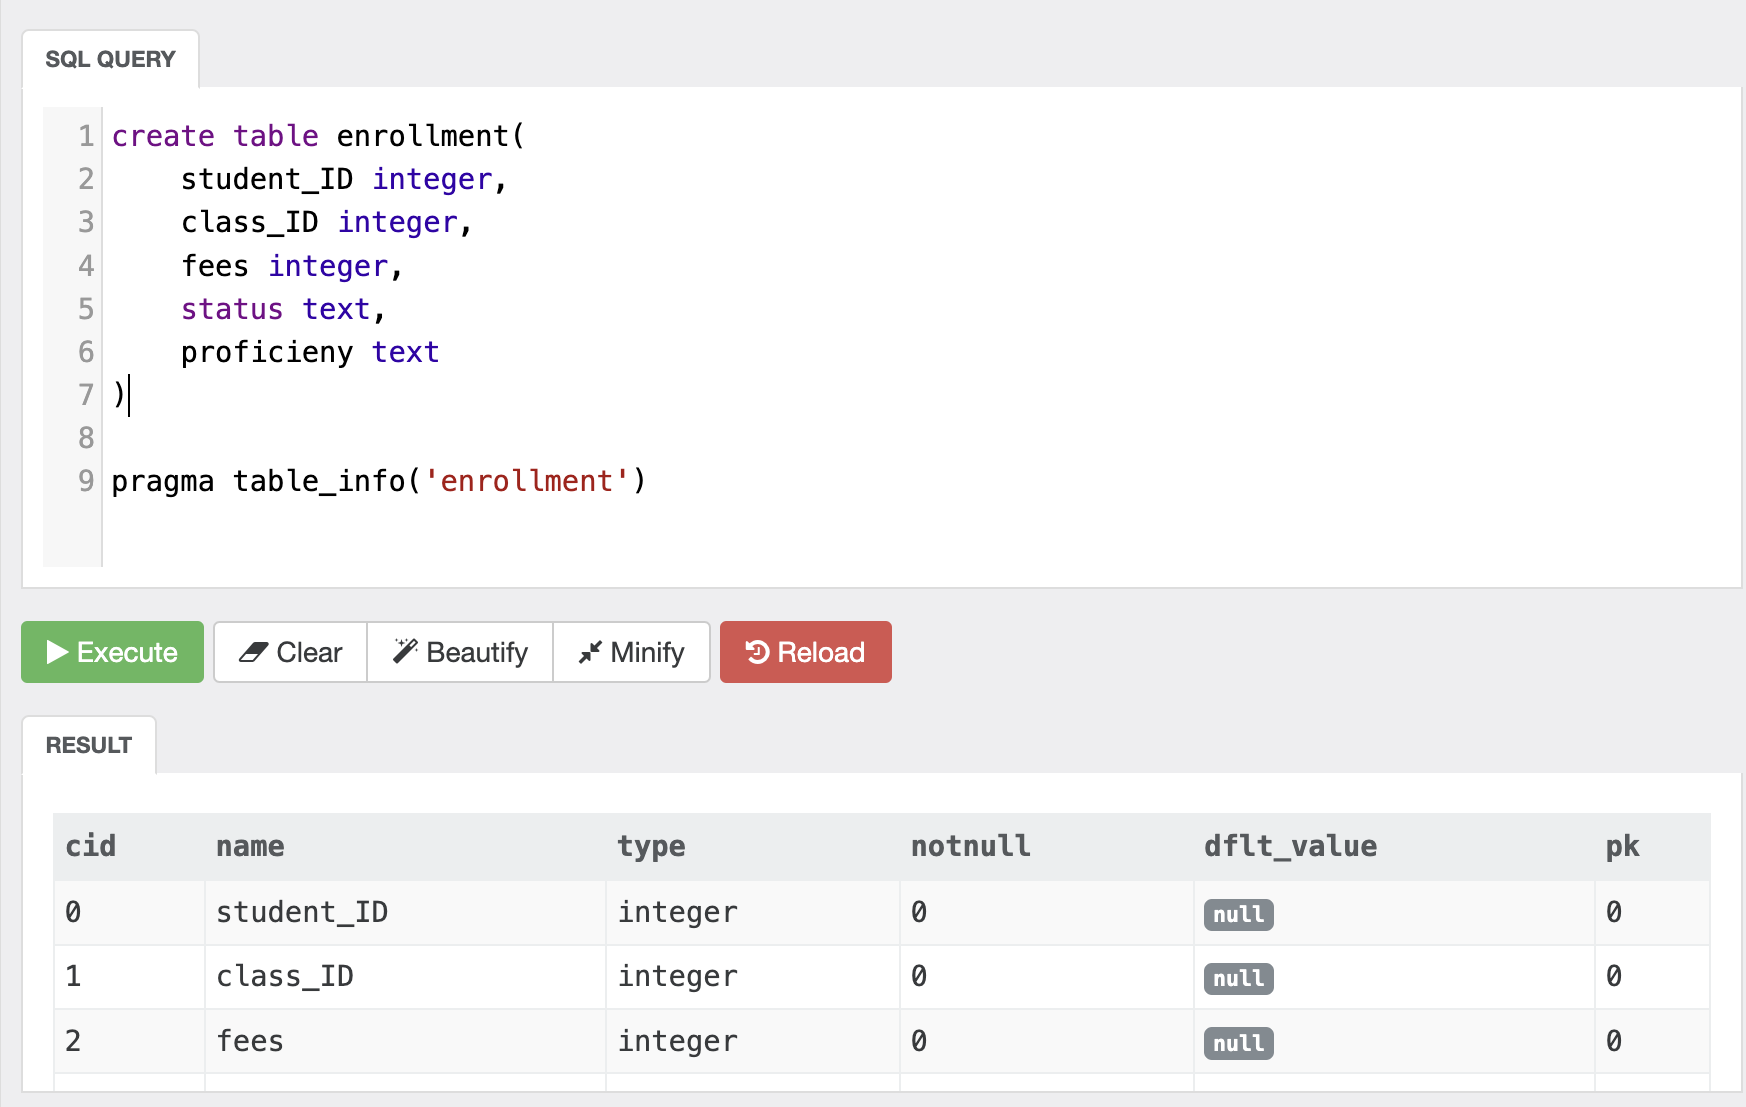 SQL QUERY
1 create table enrollment(
2     student_ID integer,
3     class_ID integer,
4     fees integer,
5     status text,
6     proficieny text
7 )
8
9 pragma table_info('enrollment')
Execute Clear Beautify Minify Reload
RESULT
cid name type notnull dflt_value pk
0 student_ID integer 0 null 0
1 class_ID integer 0 null 0
2 fees integer 0 null 0